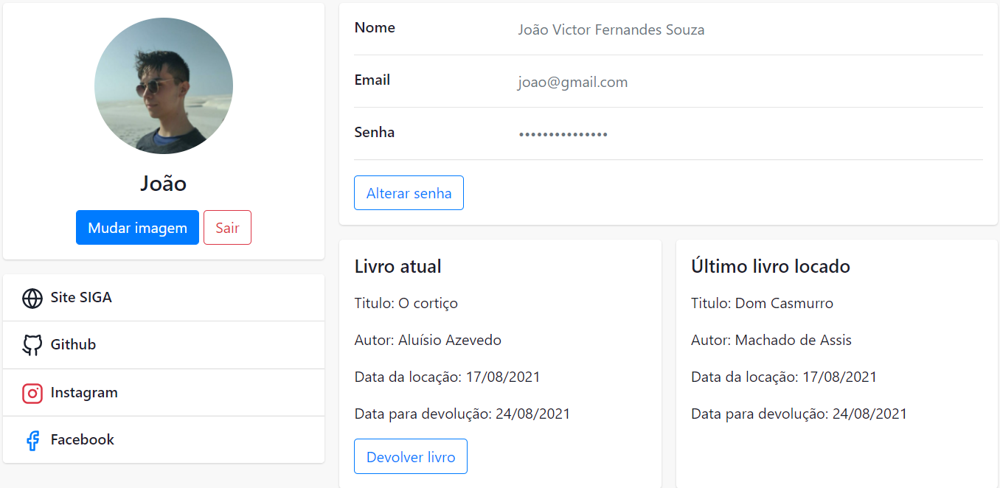 João
Mudar imagem
Sair
Site SIGA
Github
Instagram
Facebook
Nome
João Victor Fernandes Souza
Email
joao@gmail.com
Senha
•••••••••••••••
Alterar senha
Livro atual
Titulo: O cortiço
Autor: Aluísio Azevedo
Data da locação: 17/08/2021
Data para devolução: 24/08/2021
Devolver livro
Último livro locado
Titulo: Dom Casmurro
Autor: Machado de Assis
Data da locação: 17/08/2021
Data para devolução: 24/08/2021